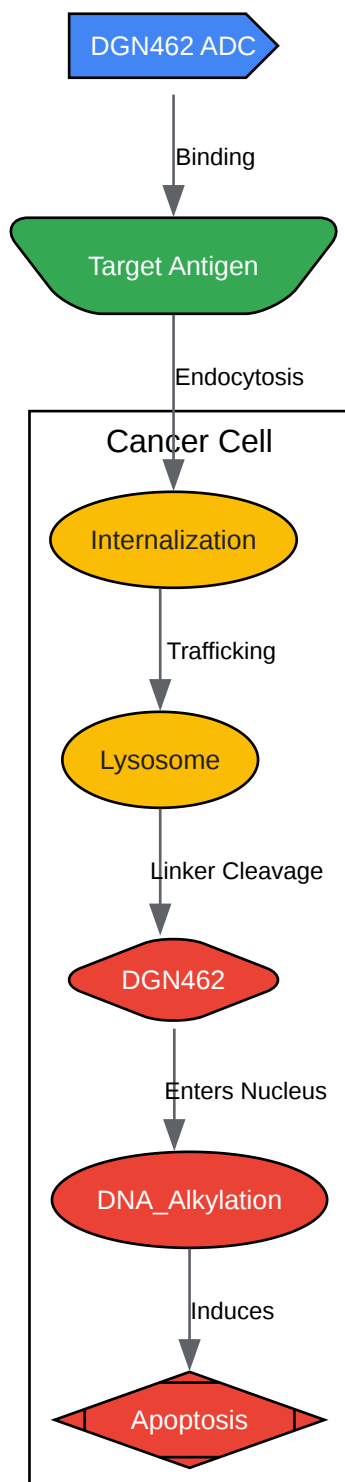 DGN462 ADC
Binding
Target Antigen
Endocytosis
Cancer Cell
Internalization
Trafficking
Lysosome
Linker Cleavage
DGN462
Enters Nucleus
DNA_Alkylation
Induces
Apoptosis